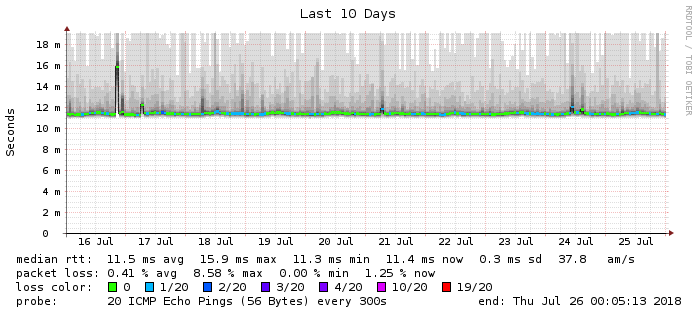 Last 10 Days
RRDTOOL / TOBI OETIKER
Seconds
18 m
16 m
14 m
12 m
10 m
8 m
6 m
4 m
2 m
0
16 Jul 17 Jul 18 Jul 19 Jul 20 Jul 21 Jul 22 Jul 23 Jul 24 Jul 25 Jul
median rtt: 11.5 ms avg 15.9 ms max 11.3 ms min 11.4 ms now 0.3 ms sd 37.8 am/s
packet loss: 0.41 % avg 8.58 % max 0.00 % min 1.25 % now
loss color: 0 1/20 2/20 3/20 4/20 10/20 19/20
probe: 20 ICMP Echo Pings (56 Bytes) every 300s end: Thu Jul 26 00:05:13 2018